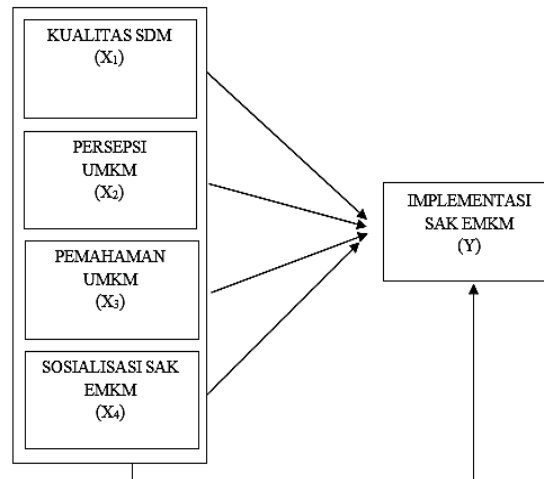 KUALITAS SDM
(X₁)
PERSEPSI
UMKM
(X₂)
PEMAHAMAN
UMKM
(X₃)
SOSIALISASI SAK
EMKM
(X₄)
IMPLEMENTASI
SAK EMKM
(Y)